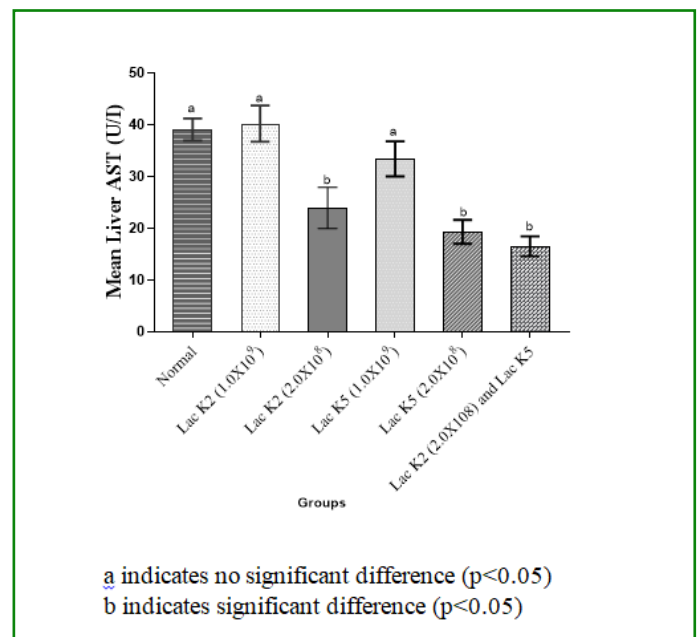 50
40
30
20
10
0
Mean Liver AST (U/I)
a
a
b
a
b
b
Normal
Lac K2 (1.0X10⁹)
Lac K2 (2.0X10⁸)
Lac K5 (1.0X10⁹)
Lac K5 (2.0X10⁸)
Lac K2 (2.0X108) and Lac K5
Groups
a indicates no significant difference (p<0.05)
b indicates significant difference (p<0.05)